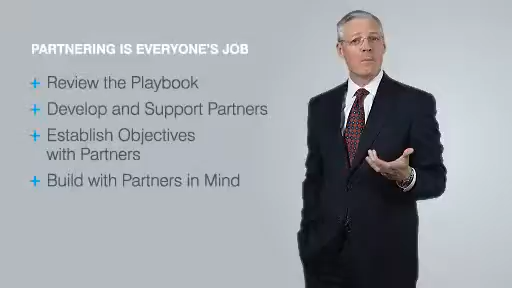 PARTNERING IS EVERYONE'S JOB
+ Review the Playbook
+ Develop and Support Partners
+ Establish Objectives
with Partners
+ Build with Partners in Mind